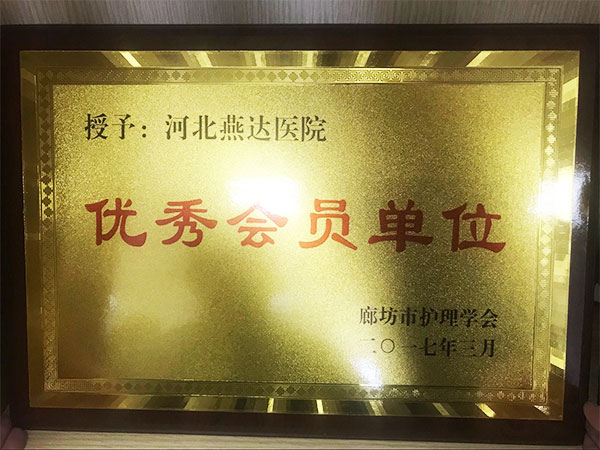 授予：河北燕达医院
优秀会员单位
廊坊市护理学会
二〇一七年三月